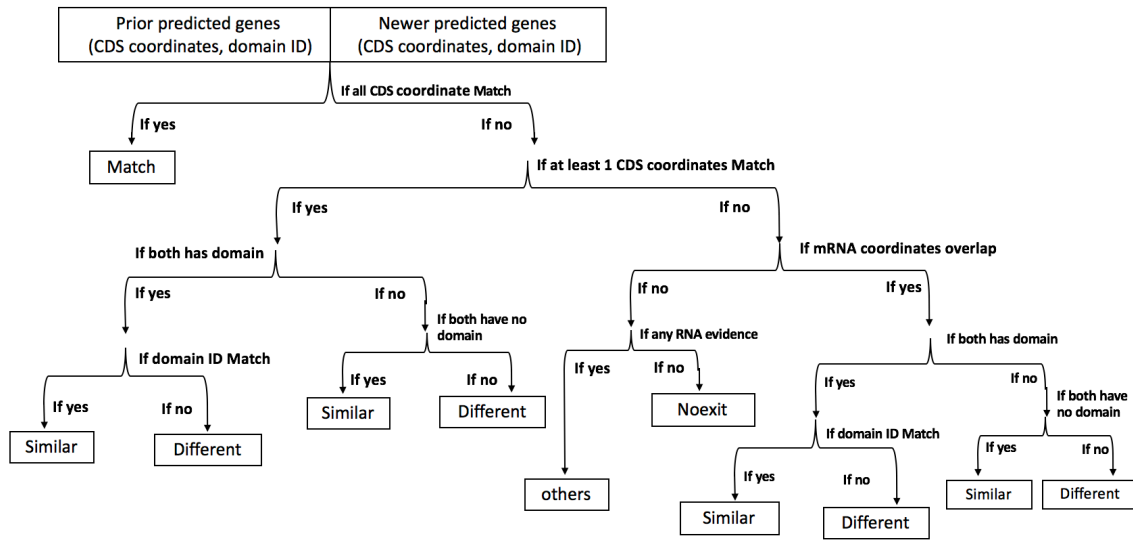 Prior predicted genes
(CDS coordinates, domain ID)
Newer predicted genes
(CDS coordinates, domain ID)
If all CDS coordinate Match
If yes
If no
Match
If at least 1 CDS coordinates Match
If yes
If no
If both has domain
If mRNA coordinates overlap
If yes
If no
If no
If yes
If both have no
domain
If any RNA evidence
If both has domain
If domain ID Match
If yes
If no
If yes
If no
If yes
If no
If yes
If no
Similar
Different
Similar
Different
Noexit
If both have
no domain
If domain ID Match
If yes
If no
If yes
If no
others
Similar
Different
Similar
Different